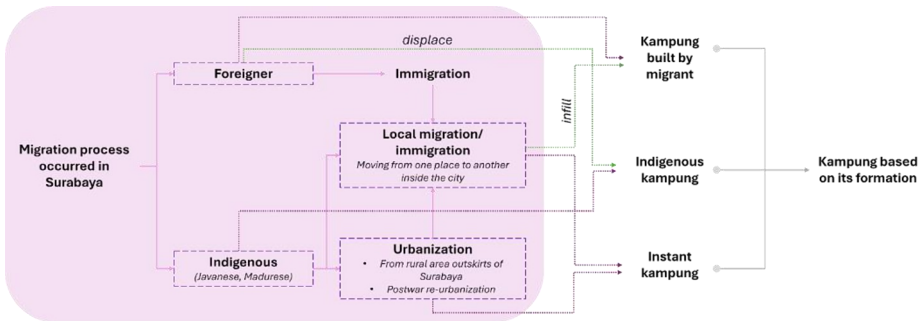 displace
Foreigner
Immigration
Kampung
built by
migrant
infill
Local migration/
immigration
Moving from one place to another
inside the city
Migration process
occurred in
Surabaya
Indigenous
kampung
Kampung based
on its formation
Indigenous
(Javanese, Madurese)
Urbanization
• From rural area outskirts of
Surabaya
• Postwar re-urbanization
Instant
kampung